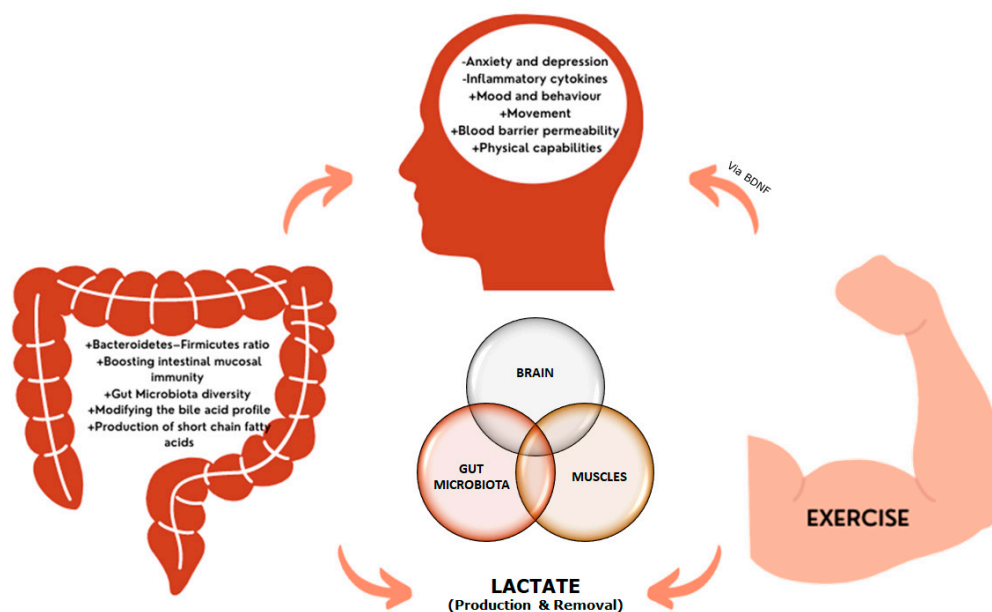 -Anxiety and depression
-Inflammatory cytokines
+Mood and behaviour
+Movement
+Blood barrier permeability
+Physical capabilities
Via BDNF
+Bacteroidetes–Firmicutes ratio
+Boosting intestinal mucosal
immunity
+Gut Microbiota diversity
+Modifying the bile acid profile
+Production of short chain fatty
acids
BRAIN
GUT
MICROBIOTA
MUSCLES
EXERCISE
LACTATE
(Production & Removal)